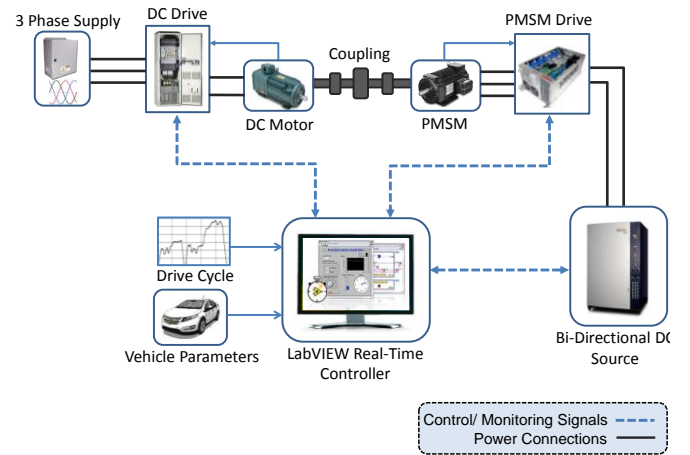 3 Phase Supply
DC Drive
PMSM Drive
Coupling
DC Motor
PMSM
Drive Cycle
Vehicle Parameters
LabVIEW Real-Time
Controller
Bi-Directional DC
Source
Control/ Monitoring Signals
Power Connections